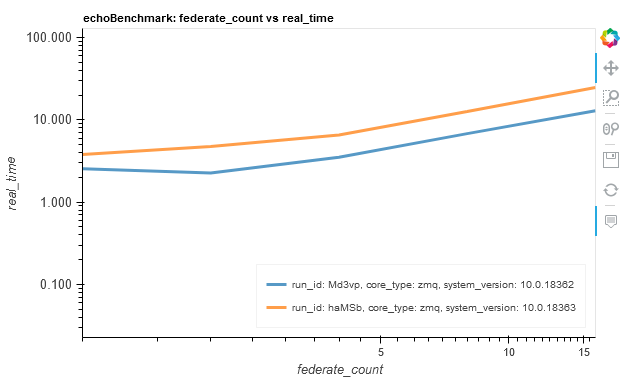 echoBenchmark: federate_count vs real_time
100.000
10.000
1.000
0.100
real_time
run_id: Md3vp, core_type: zmq, system_version: 10.0.18362
run_id: haMSb, core_type: zmq, system_version: 10.0.18363
5
10
15
federate_count